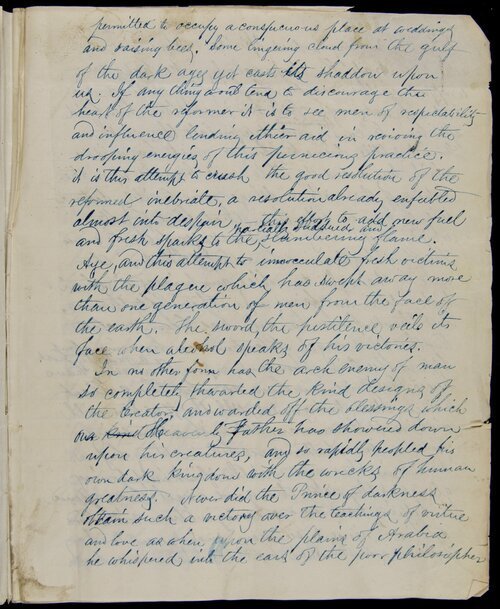 permitted to occupy a conspicuous place at weddings
and raising bees, some lingering cloud from the gulf
of the dark ages yet casts its shaddow upon
us. If any thing would tend to discourage the
heart of the reformer it is to see men of respectability
and influence lending their aid in reviving the
drooping energies of this pernicious practice.
it is this attempt to crush the good resolution of the
reformed inebriate, a resolution already enfeebled
almost into despair this effort to add new fuel
partially subdued and
and fresh sparks to the slumbering flame.
Aye, and this attempt to innocculate fresh victims
with the plague which has swept away more
than one generation of men from the face of
the earth. The sword, the pestilence veils its
face when alcohol speaks of his victories.
In no other form has the arch enemy of man
so completely thwarted the kind designs of
the Creator, and warded off the blessings which
our kind Heavenly Father has showered down
upon his creatures, and so rapidly peopled his
own dark kingdom with the wrecks of human
greatness. Never did the Prince of darkness
obtain such a victory over the teachings of virtue
and love as when upon the plains of Arabia
he whispered into the ears of the poor philosopher